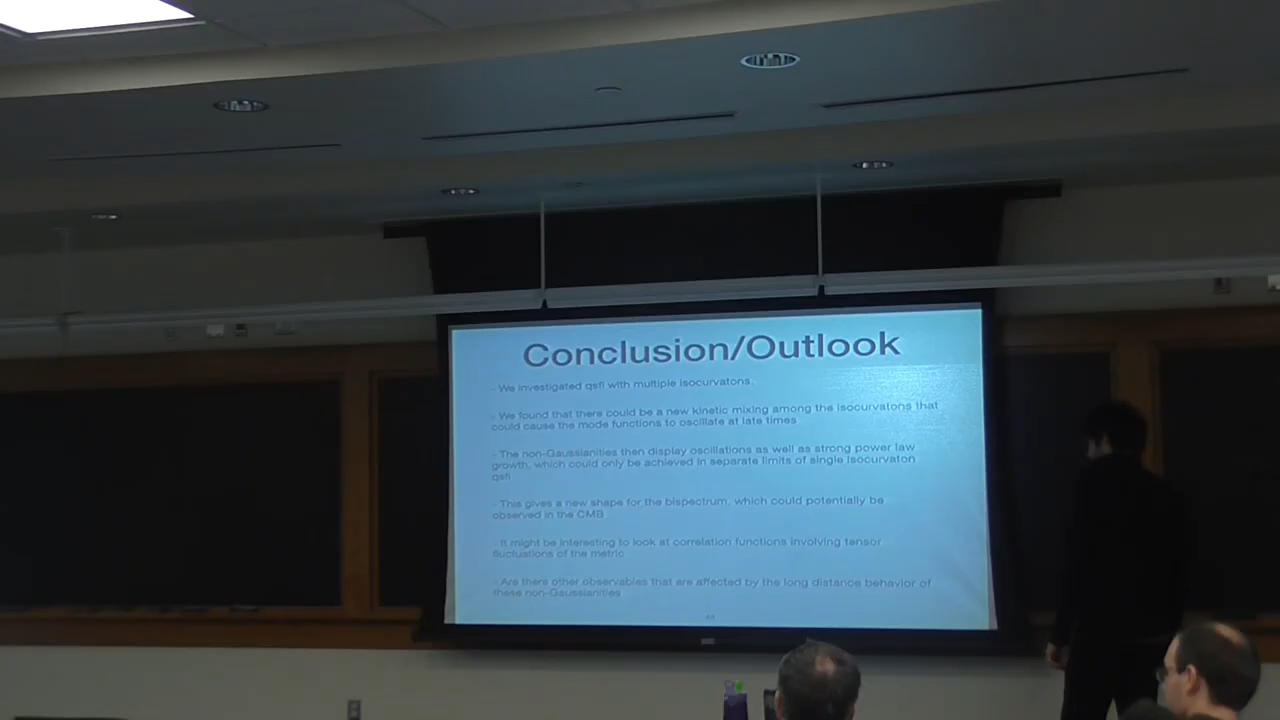 Conclusion/Outlook
- We investigated qsfi with multiple isocurvatons.
- We found that there could be a new kinetic mixing among the isocurvatons that
could cause the mode functions to oscillate at late times
- The non-Gaussianities then display oscillations as well as strong power law
growth, which could only be achieved in separate limits of single isocurvaton
qsfi
- This gives a new shape for the bispectrum, which could potentially be
observed in the CMB
- It might be interesting to look at correlation functions involving tensor
fluctuations of the metric
- Are there other observables that are affected by the long distance behavior of
these non-Gaussianities